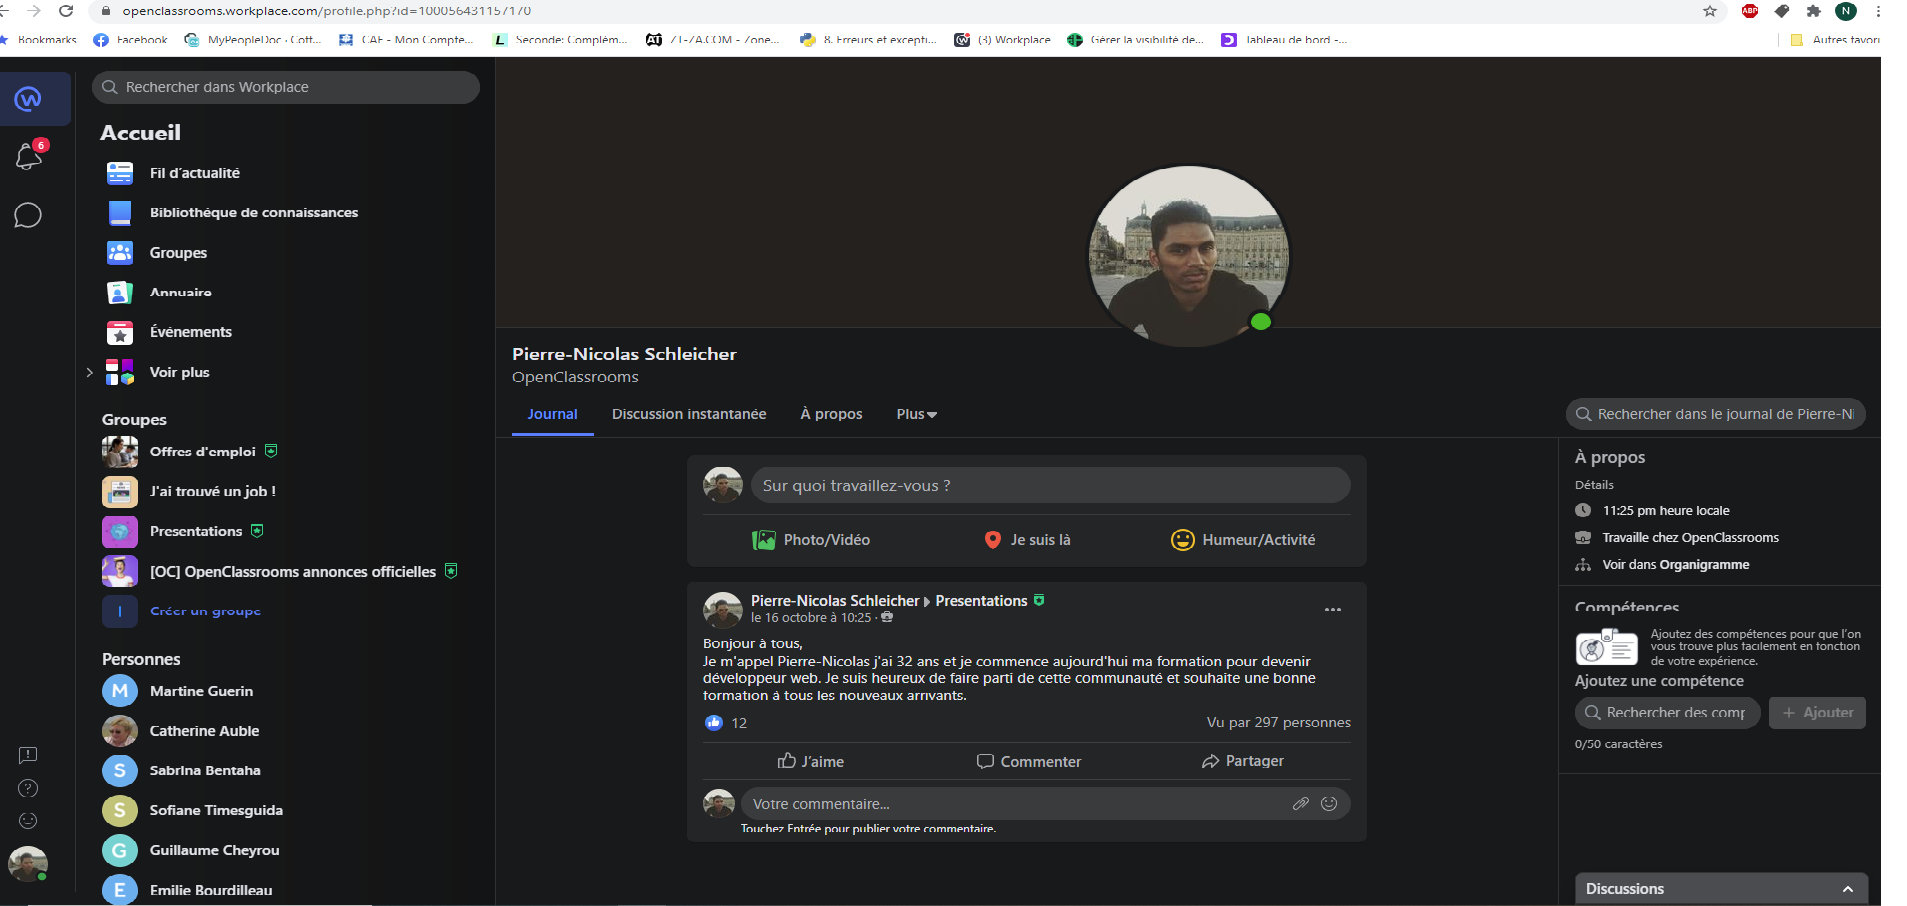 openclassrooms.workplace.com/profile.php?id=100056431157170
ABP
N
Bookmarks
Facebook
MyPeopleDoc · Cott...
CAF - Mon Compte...
Seconde: Complém...
ZT-ZA.COM - Zone...
8. Erreurs et excepti...
(3) Workplace
Gérer la visibilité de...
Tableau de bord -...
Autres favori
Rechercher dans Workplace
6
Accueil
Fil d'actualité
Bibliothèque de connaissances
Groupes
Annuaire
Événements
Voir plus
Groupes
Offres d'emploi
J'ai trouvé un job !
Presentations
[OC] OpenClassrooms annonces officielles
Créer un groupe
Personnes
M Martine Guerin
Catherine Auble
S Sabrina Bentaha
S Sofiane Timesguida
G Guillaume Cheyrou
E Emilie Bourdilleau
Pierre-Nicolas Schleicher
OpenClassrooms
Journal
Discussion instantanée
À propos
Plus
Rechercher dans le journal de Pierre-Ni
Sur quoi travaillez-vous ?
Photo/Vidéo
Je suis là
Humeur/Activité
Pierre-Nicolas Schleicher Presentations
le 16 octobre à 10:25 ·
Bonjour à tous,
Je m'appel Pierre-Nicolas j'ai 32 ans et je commence aujourd'hui ma formation pour devenir
développeur web. Je suis heureux de faire parti de cette communauté et souhaite une bonne
formation à tous les nouveaux arrivants.
12
Vu par 297 personnes
J'aime
Commenter
Partager
Votre commentaire...
Touchez Entrée pour publier votre commentaire.
À propos
Détails
11:25 pm heure locale
Travaille chez OpenClassrooms
Voir dans Organigramme
Compétences
Ajoutez des compétences pour que l'on
vous trouve plus facilement en fonction
de votre expérience.
Ajoutez une compétence
Rechercher des comp
+ Ajouter
0/50 caractères
Discussions